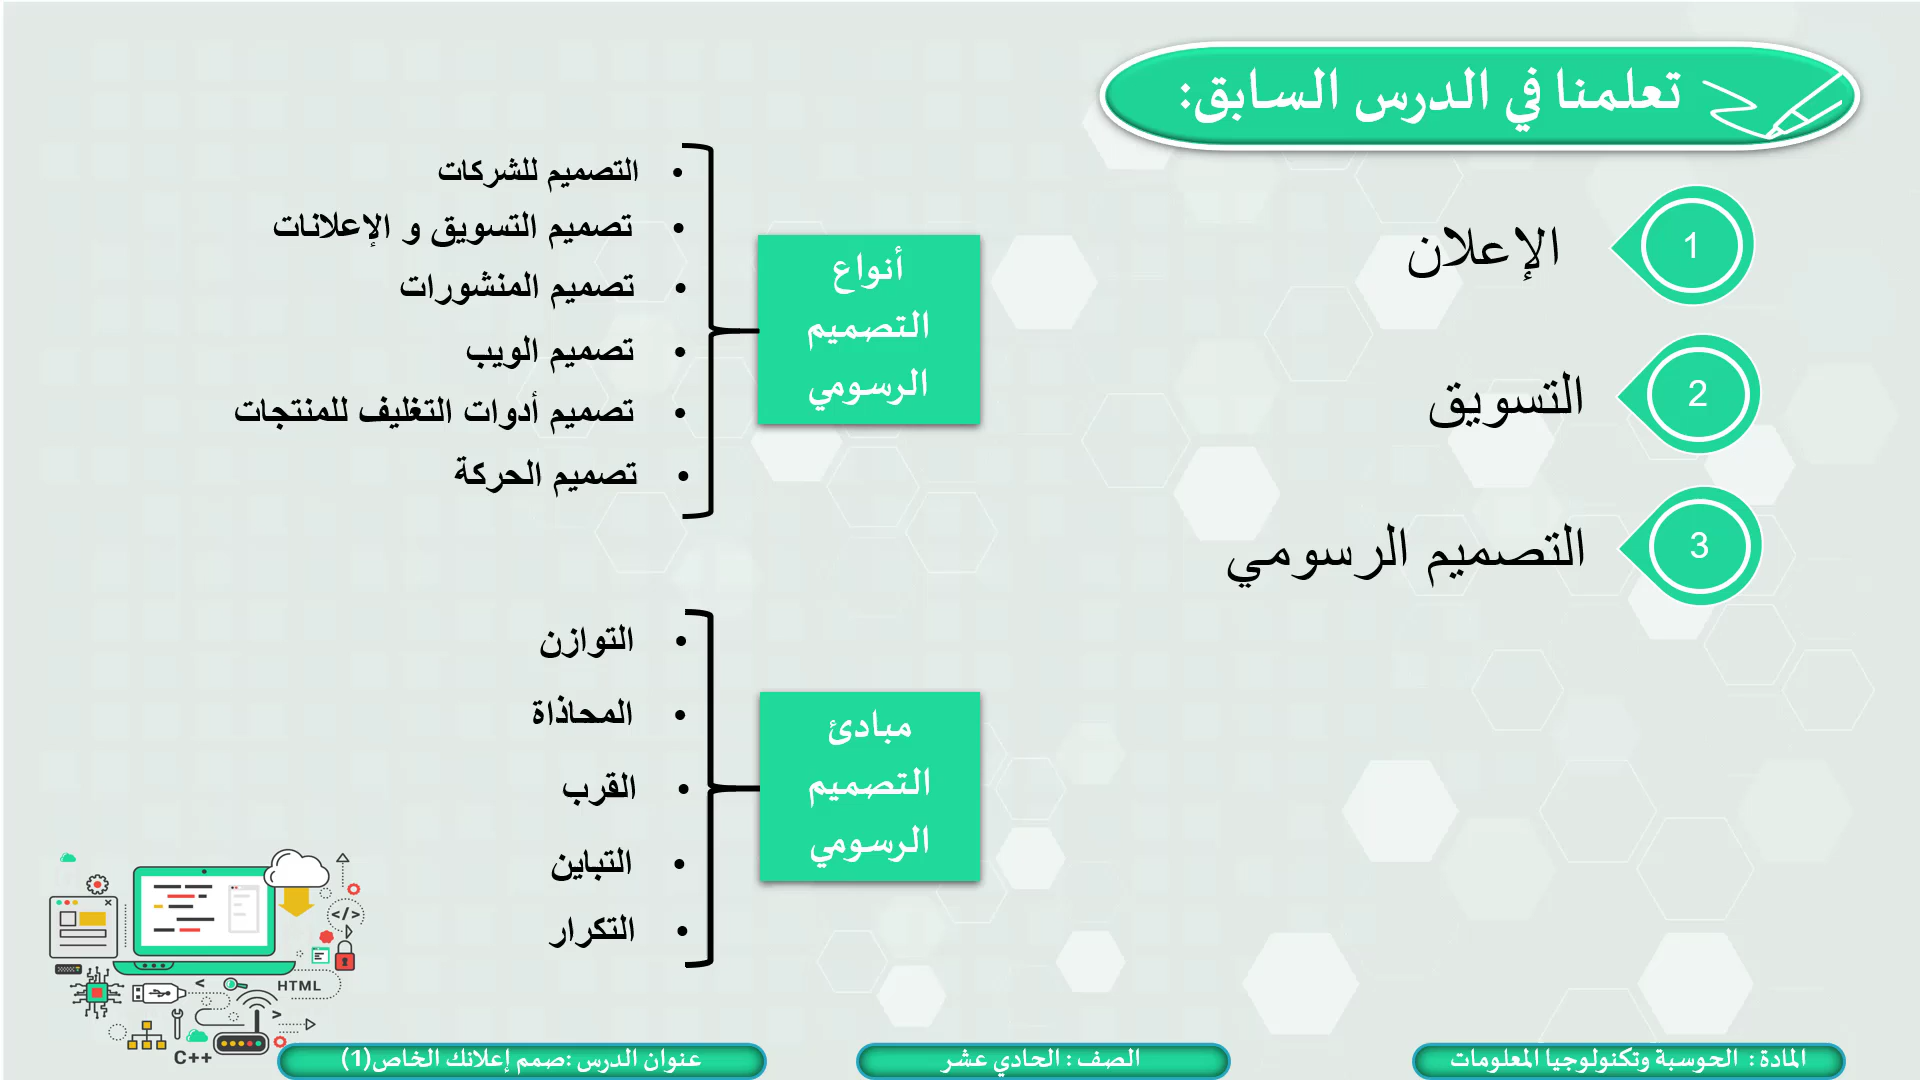 تعلمنا في الدرس السابق:
1
الإعلان
2
التسويق
3
التصميم الرسومي
أنواع
التصميم
الرسومي
• التصميم للشركات
• تصميم التسويق و الإعلانات
• تصميم المنشورات
• تصميم الويب
• تصميم أدوات التغليف للمنتجات
• تصميم الحركة
مبادئ
التصميم
الرسومي
• التوازن
• المحاذاة
• القرب
• التباين
• التكرار
</>
HTML
C++
المادة : الحوسبة وتكنولوجيا المعلومات
الصف : الحادي عشر
عنوان الدرس :صمم إعلانك الخاص(1)